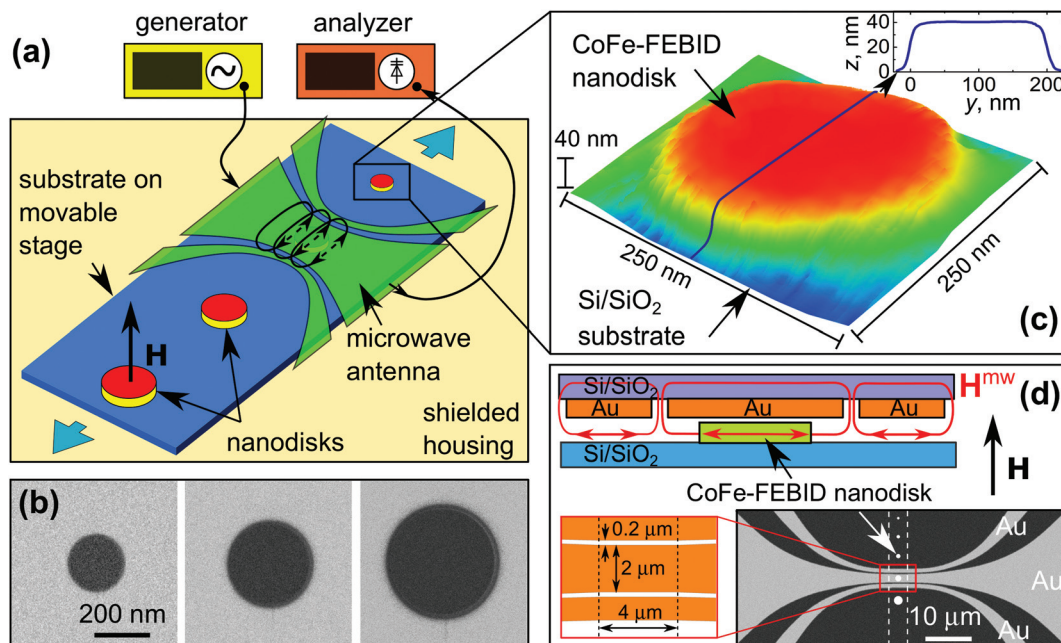 (a)
generator
analyzer
substrate on
movable
stage
H
nanodisks
microwave
antenna
shielded
housing
(b)
200 nm
(c)
CoFe-FEBID
nanodisk
40 nm
250 nm
250 nm
Si/SiO₂
substrate
z, nm
40
20
0
0
100
200
y, nm
(d)
Si/SiO₂
Au
Au
Au
Hᵐʷ
Si/SiO₂
H
CoFe-FEBID nanodisk
0.2 μm
2 μm
4 μm
Au
Au
Au
10 μm